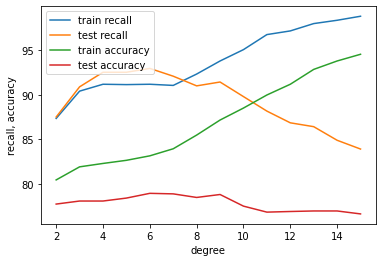 train recall
test recall
train accuracy
test accuracy
95
90
85
80
recall, accuracy
2 4 6 8 10 12 14
degree